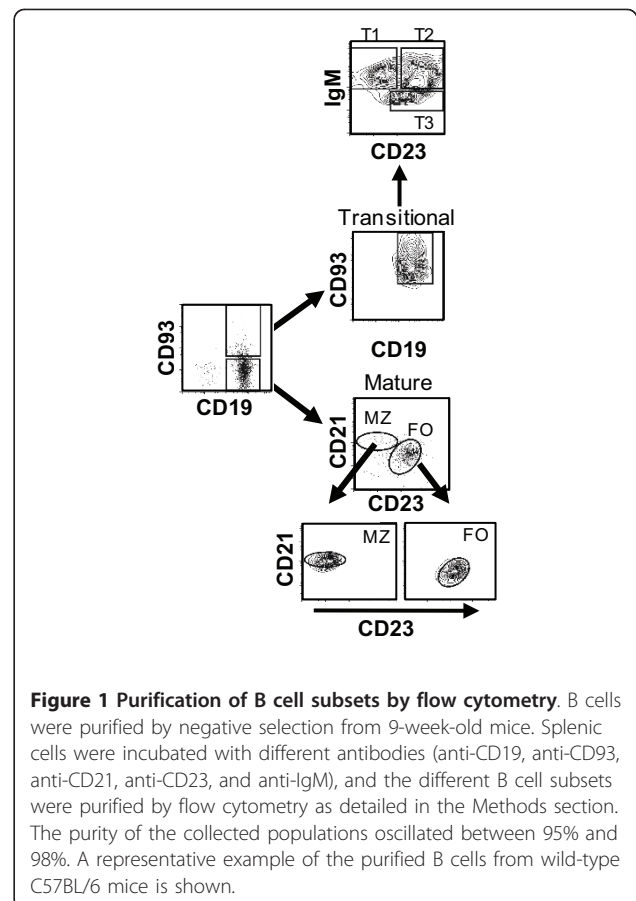 T1 T2
IgM
T3
CD23
Transitional
CD93
CD19
CD93
CD19
Mature
CD21
MZ
FO
CD23
CD21
MZ
FO
CD23
Figure 1 Purification of B cell subsets by flow cytometry. B cells
were purified by negative selection from 9-week-old mice. Splenic
cells were incubated with different antibodies (anti-CD19, anti-CD93,
anti-CD21, anti-CD23, and anti-IgM), and the different B cell subsets
were purified by flow cytometry as detailed in the Methods section.
The purity of the collected populations oscillated between 95% and
98%. A representative example of the purified B cells from wild-type
C57BL/6 mice is shown.